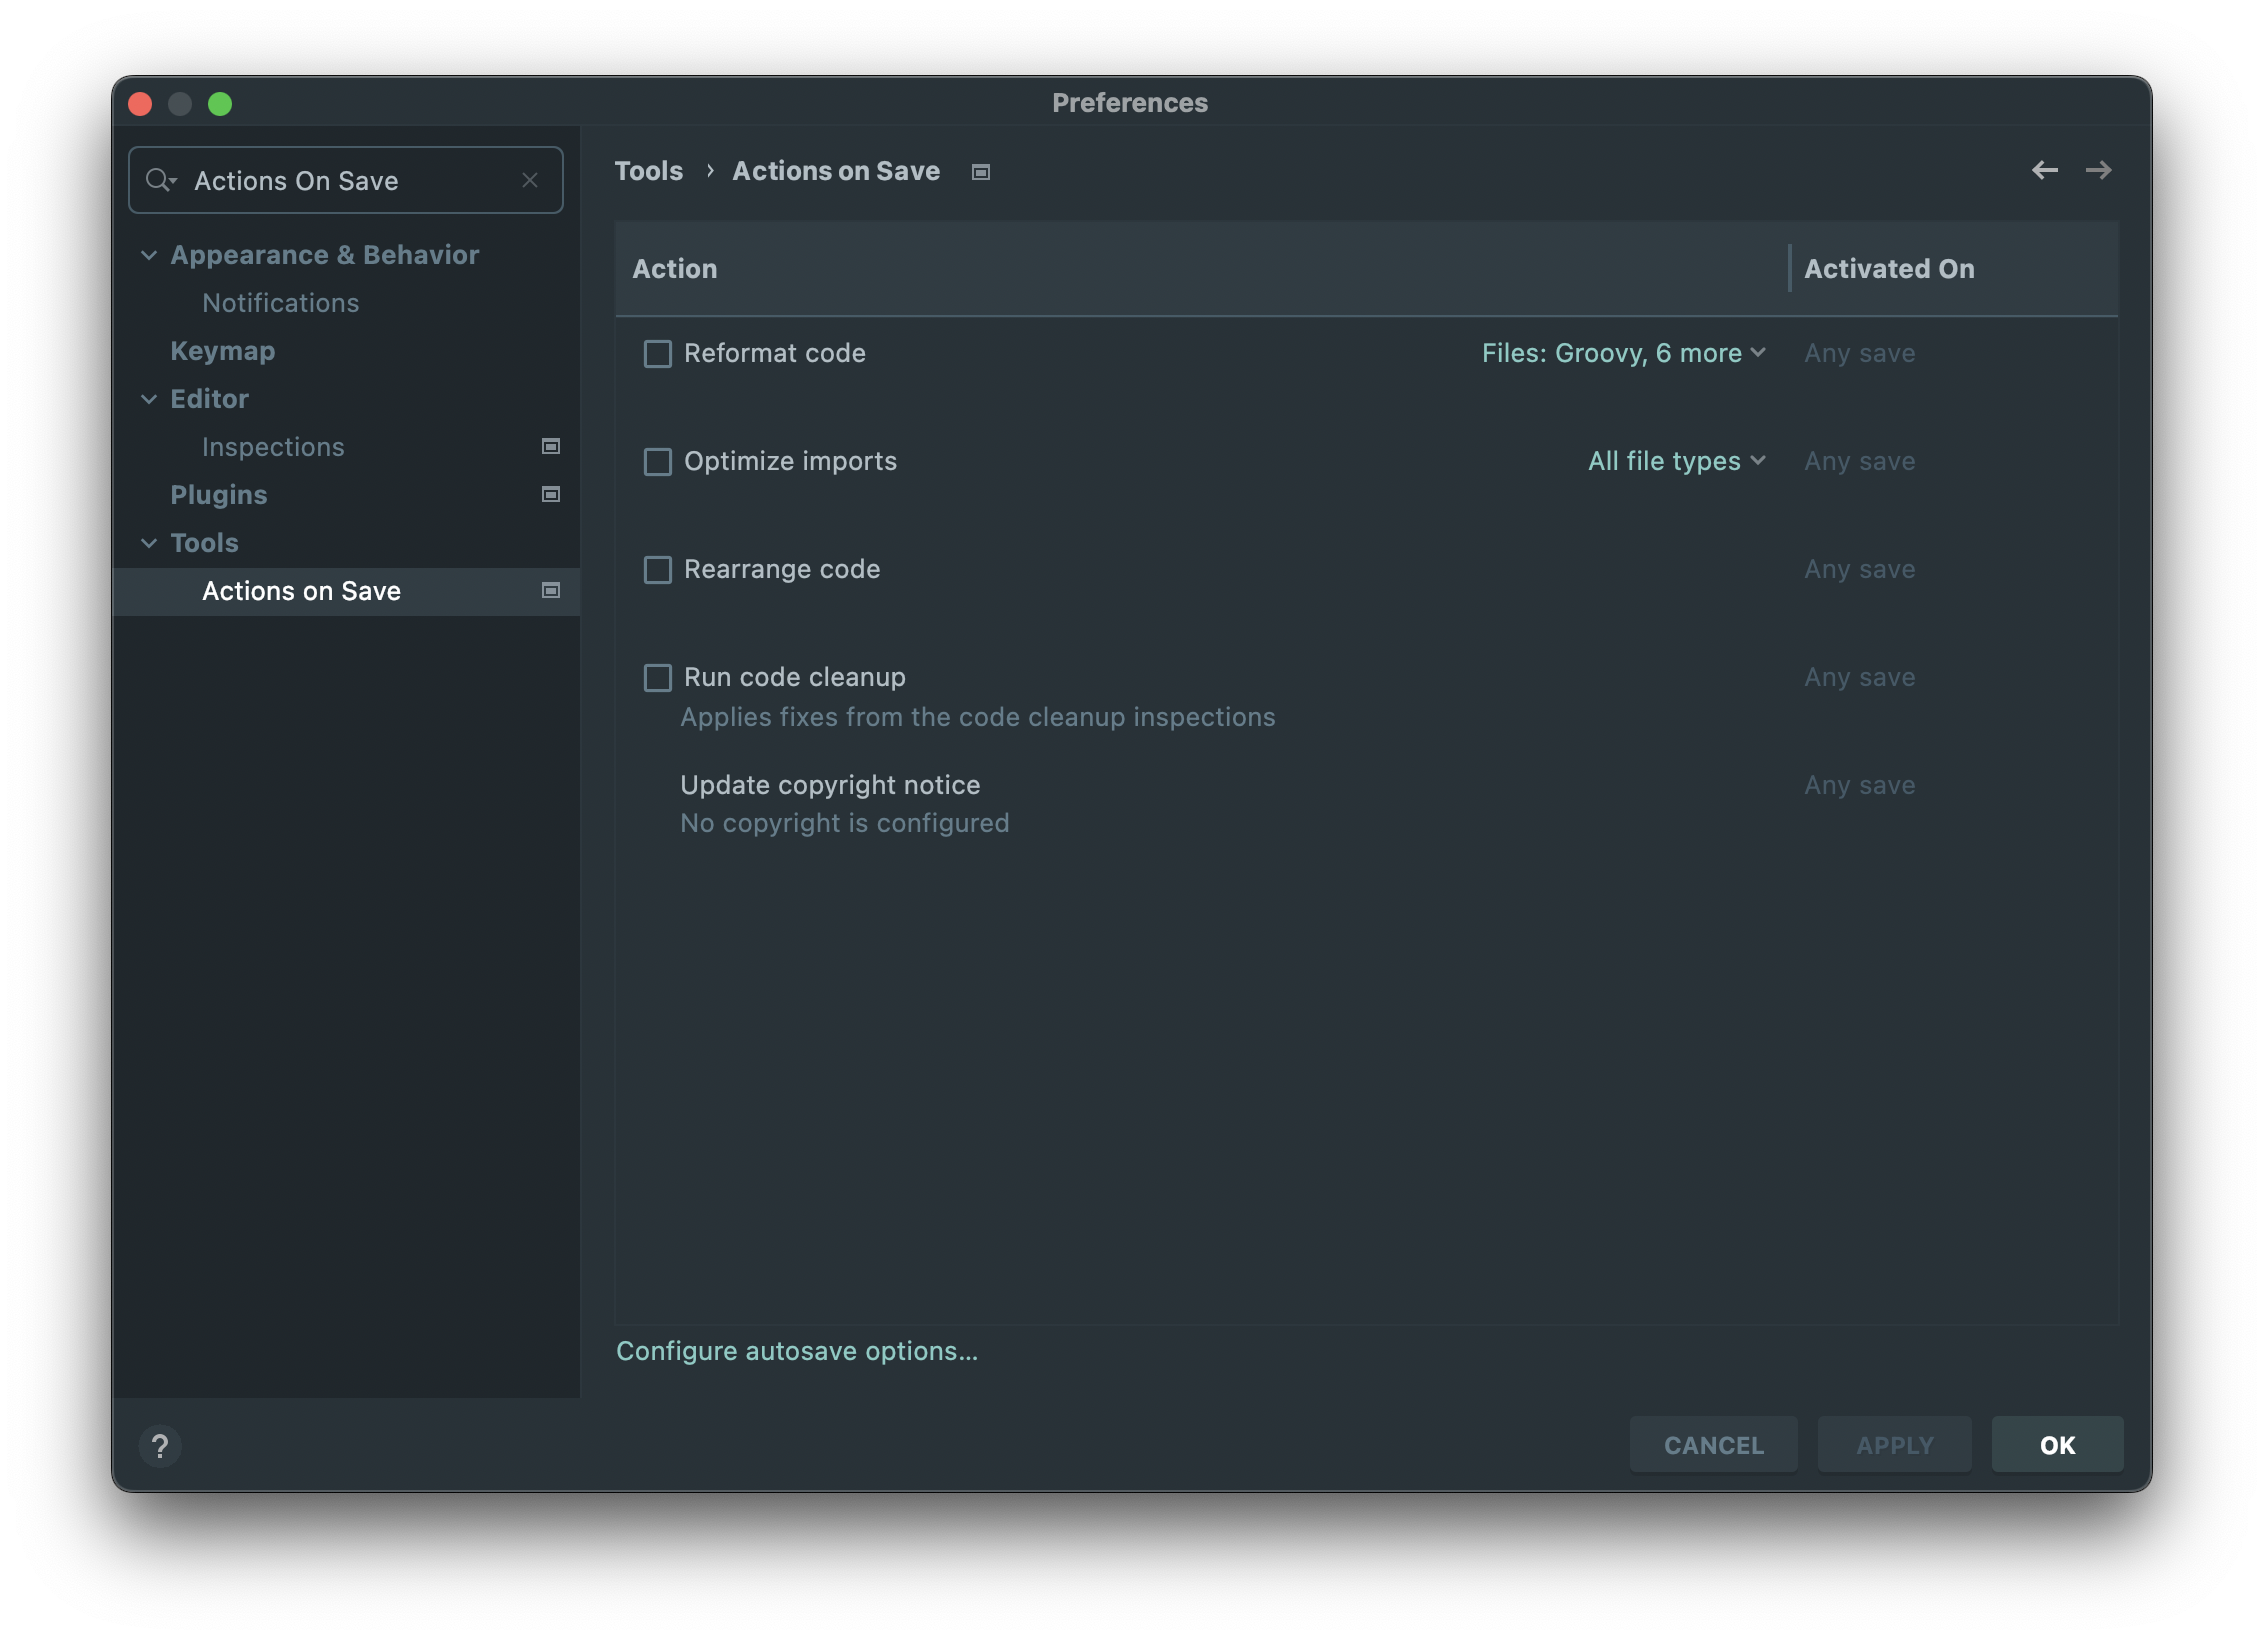 Preferences
Actions On Save
Appearance & Behavior
Notifications
Keymap
Editor
Inspections
Plugins
Tools
Actions on Save
Tools › Actions on Save
Action Activated On
Reformat code Files: Groovy, 6 more Any save
Optimize imports All file types Any save
Rearrange code Any save
Run code cleanup Any save
Applies fixes from the code cleanup inspections
Update copyright notice Any save
No copyright is configured
Configure autosave options...
? CANCEL APPLY OK